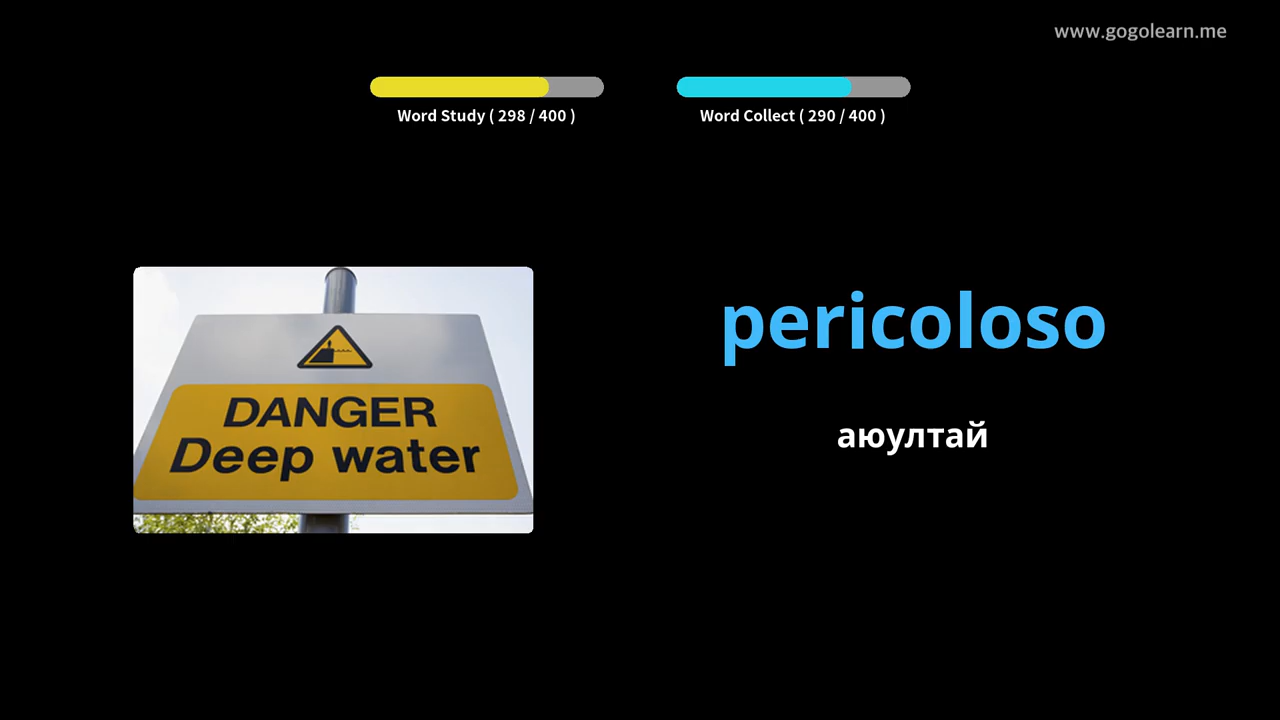 www.gogolearn.me
Word Study ( 298 / 400 )
Word Collect ( 290 / 400 )
DANGER
Deep water
pericoloso
аюултай